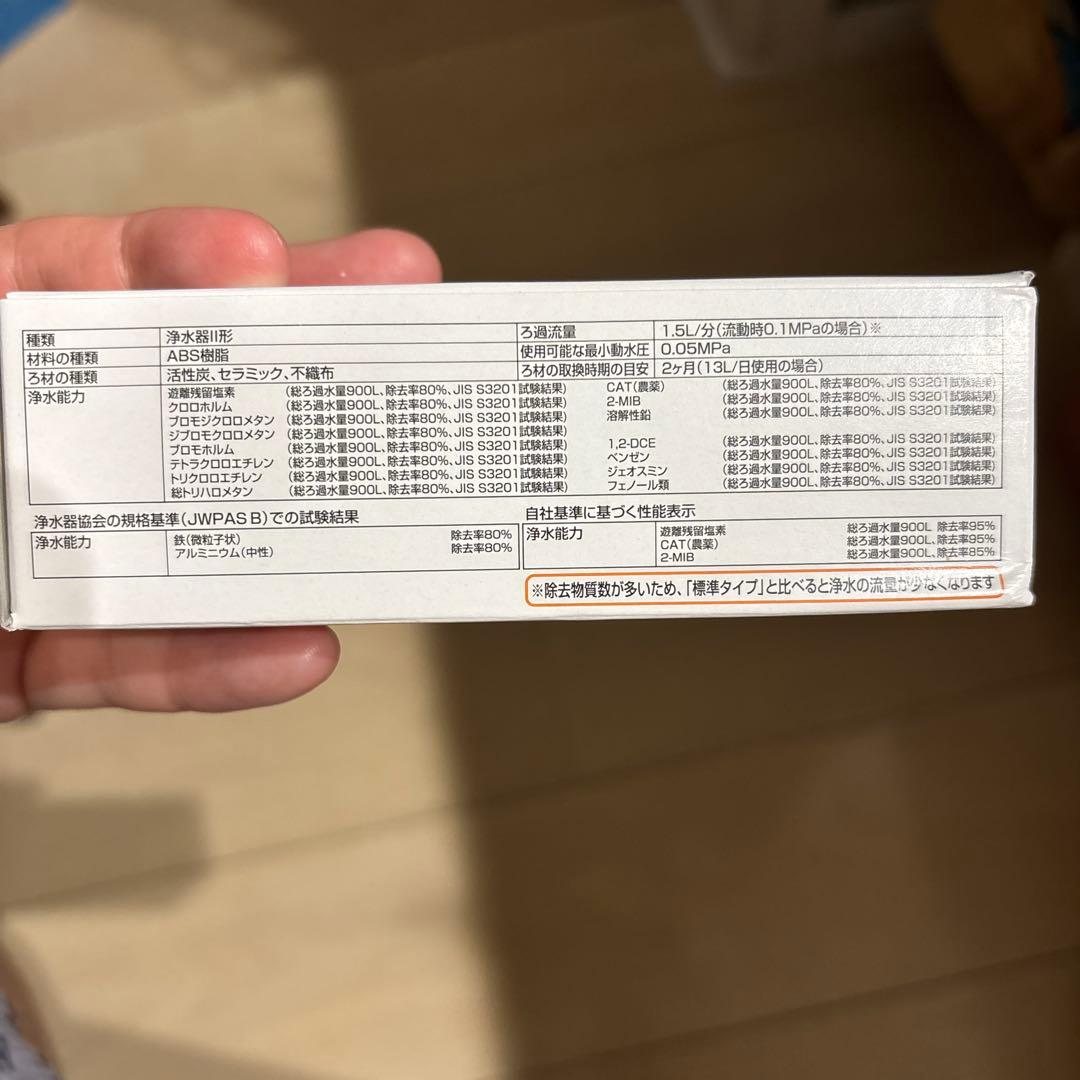 種類 浄水器II形 ろ過流量 1.5L/分(流動時0.1MPaの場合)※
材料の種類 ABS樹脂 使用可能な最小動水圧 0.05MPa
ろ材の種類 活性炭、セラミック、不織布 ろ材の取換時期の目安 2ヶ月(13L/日使用の場合)
浄水能力 遊離残留塩素 (総ろ過水量900L、除去率80%、JIS S3201試験結果) CAT(農薬) (総ろ過水量900L、除去率80%、JIS S3201試験結果)
クロロホルム (総ろ過水量900L、除去率80%、JIS S3201試験結果) 2-MIB (総ろ過水量900L、除去率80%、JIS S3201試験結果)
ブロモジクロロメタン (総ろ過水量900L、除去率80%、JIS S3201試験結果) 溶解性鉛 (総ろ過水量900L、除去率80%、JIS S3201試験結果)
ジブロモクロロメタン (総ろ過水量900L、除去率80%、JIS S3201試験結果)
ブロモホルム (総ろ過水量900L、除去率80%、JIS S3201試験結果) 1,2-DCE (総ろ過水量900L、除去率80%、JIS S3201試験結果)
テトラクロロエチレン (総ろ過水量900L、除去率80%、JIS S3201試験結果) ベンゼン (総ろ過水量900L、除去率80%、JIS S3201試験結果)
トリクロロエチレン (総ろ過水量900L、除去率80%、JIS S3201試験結果) ジェオスミン (総ろ過水量900L、除去率80%、JIS S3201試験結果)
総トリハロメタン (総ろ過水量900L、除去率80%、JIS S3201試験結果) フェノール類 (総ろ過水量900L、除去率80%、JIS S3201試験結果)
浄水器協会の規格基準(JWPAS B)での試験結果
浄水能力 鉄(微粒子状) 除去率80%
アルミニウム(中性) 除去率80%
自社基準に基づく性能表示
浄水能力 遊離残留塩素 総ろ過水量900L 除去率95%
CAT(農薬) 総ろ過水量900L、除去率95%
2-MIB 総ろ過水量900L、除去率85%
※除去物質数が多いため、「標準タイプ」と比べると浄水の流量が少なくなります